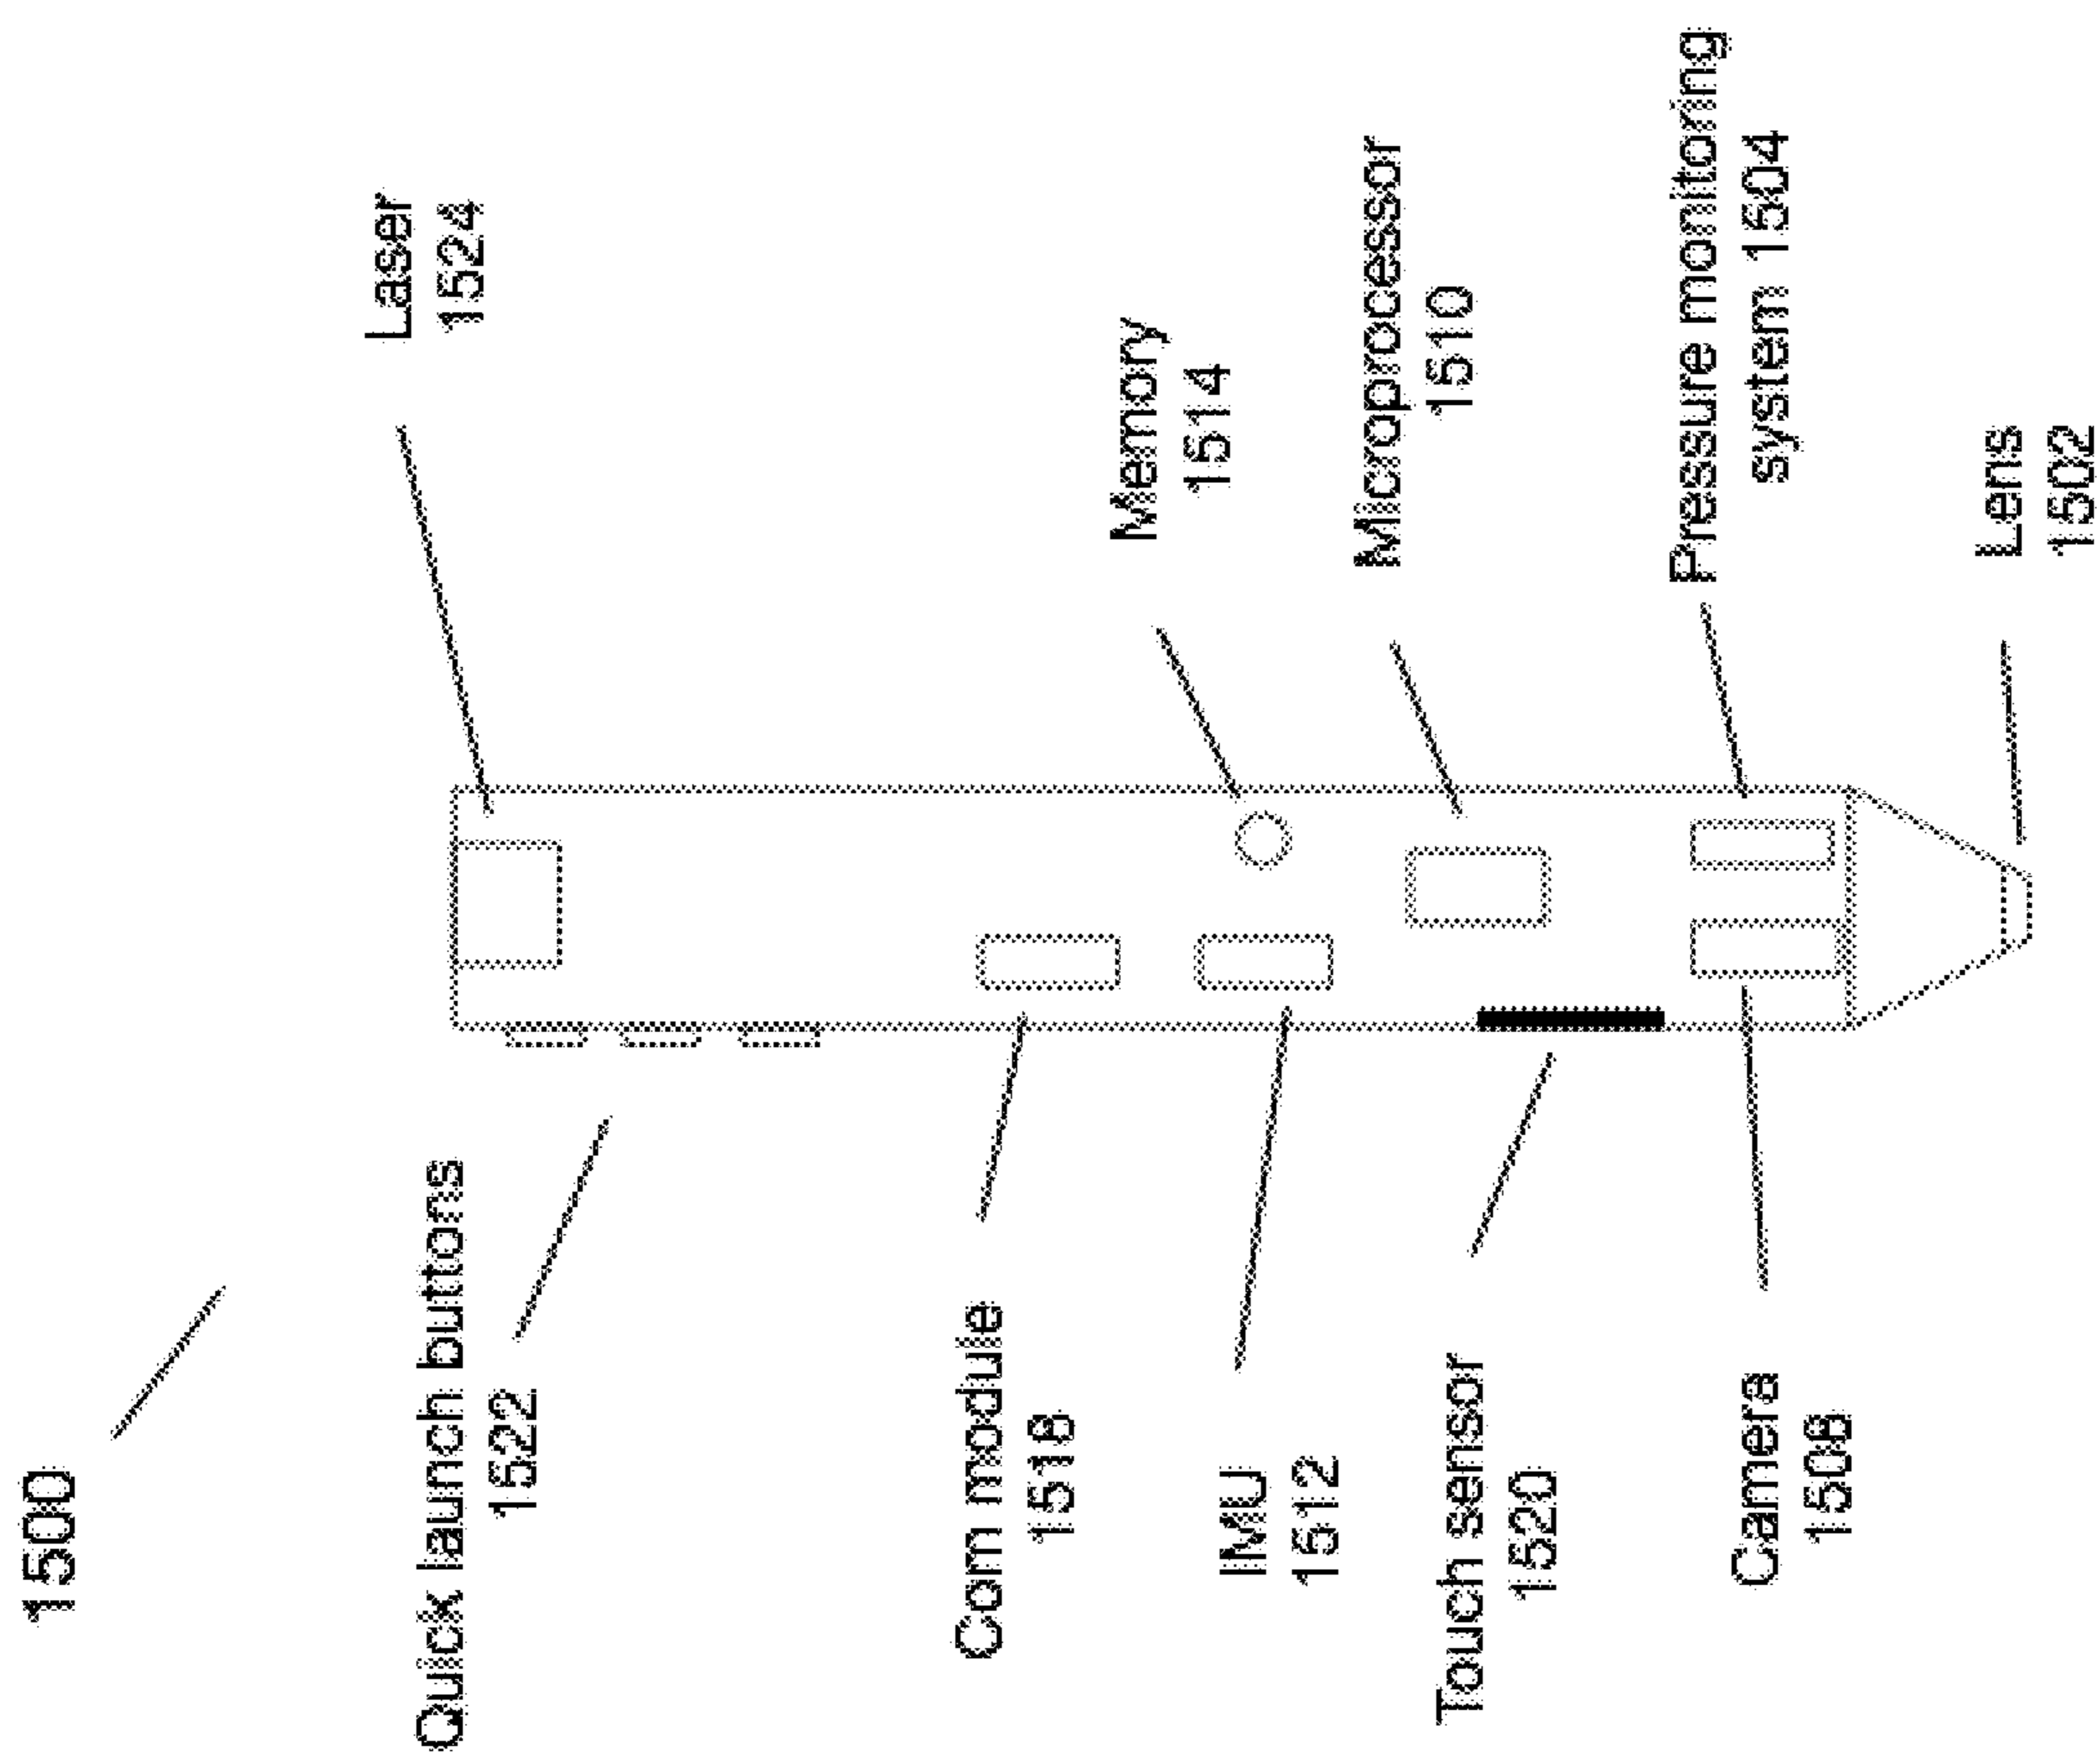 1500
Quick launch buttons
1522
Laser
1524
Com module
1518
Memory
1514
IMU
1512
Microprocessor
1510
Touch sensor
1520
Pressure monitoring
system 1504
Camera
1508
Lens
1502